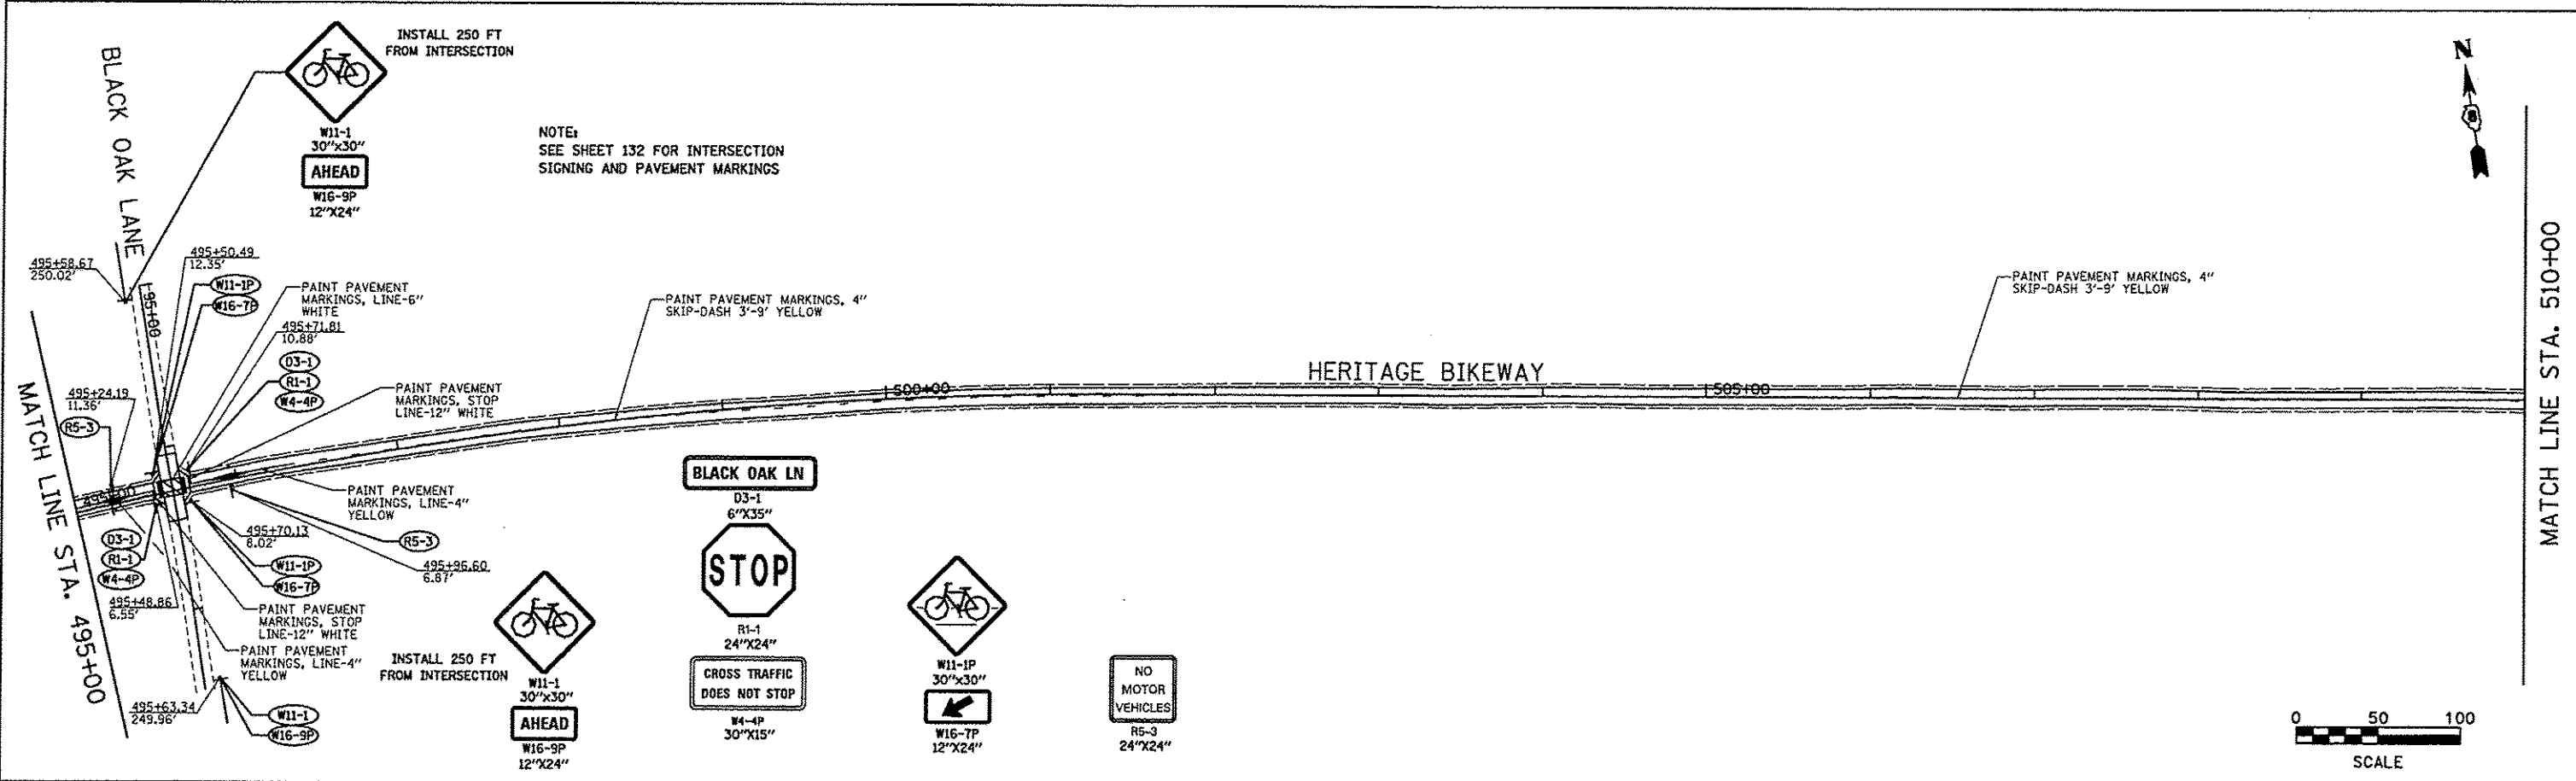 INSTALL 250 FT
FROM INTERSECTION
W11-1
30"x30"
AHEAD
W16-9P
12"X24"
NOTE:
SEE SHEET 132 FOR INTERSECTION
SIGNING AND PAVEMENT MARKINGS
N
BLACK OAK LANE
495+58.67
250.02'
95+00
495+50.49
12.35'
W11-1P
W16-7P
PAINT PAVEMENT
MARKINGS, LINE-6"
WHITE
495+71.81
10.88'
D3-1
R1-1
W4-4P
PAINT PAVEMENT
MARKINGS, STOP
LINE-12" WHITE
PAINT PAVEMENT MARKINGS, 4"
SKIP-DASH 3'-9' YELLOW
PAINT PAVEMENT MARKINGS, 4"
SKIP-DASH 3'-9' YELLOW
HERITAGE BIKEWAY
500+00
505+00
MATCH LINE STA. 510+00
MATCH LINE STA. 495+00
495+24.19
11.36'
R5-3
495+00
D3-1
R1-1
W4-4P
495+48.86
6.55'
PAINT PAVEMENT
MARKINGS, LINE-4"
YELLOW
495+70.13
8.02'
R5-3
495+96.60
6.87'
W11-1P
W16-7P
PAINT PAVEMENT
MARKINGS, STOP
LINE-12" WHITE
PAINT PAVEMENT
MARKINGS, LINE-4"
YELLOW
495+63.34
249.96'
W11-1
W16-9P
INSTALL 250 FT
FROM INTERSECTION
W11-1
30"x30"
AHEAD
W16-9P
12"X24"
BLACK OAK LN
D3-1
6"X35"
STOP
R1-1
24"X24"
CROSS TRAFFIC
DOES NOT STOP
W4-4P
30"X15"
W11-1P
30"x30"
W16-7P
12"X24"
NO
MOTOR
VEHICLES
R5-3
24"X24"
0 50 100
SCALE